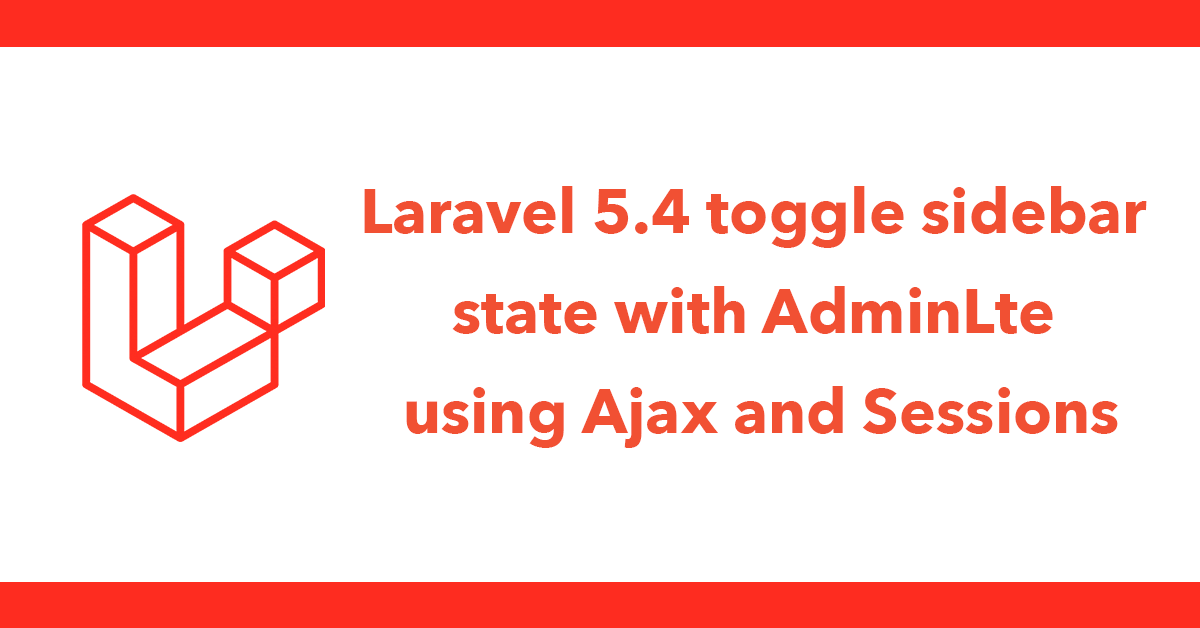 Laravel 5.4 toggle sidebar
state with AdminLte
using Ajax and Sessions